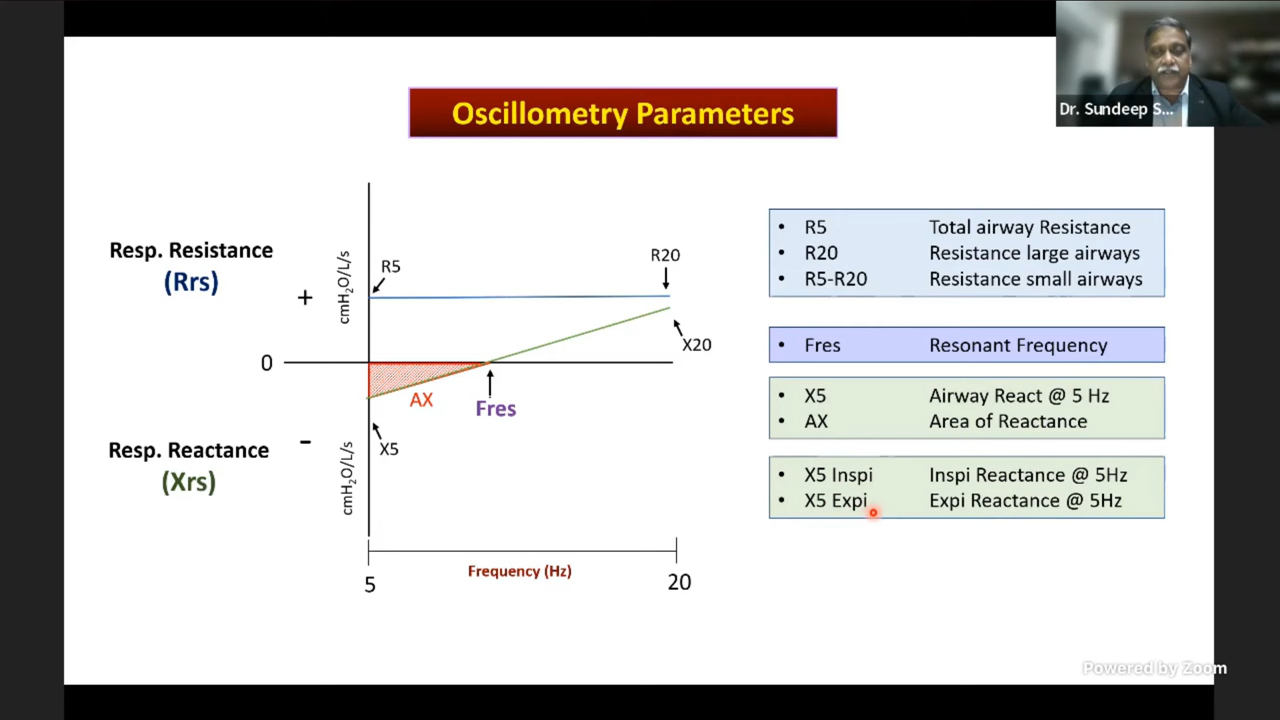 Dr. Sundeep S...
Oscillometry Parameters
Resp. Resistance
(Rrs)
+
cmH₂O/L/s
R5
R20
X20
0
AX
Fres
Resp. Reactance
(Xrs)
-
cmH₂O/L/s
X5
5
Frequency (Hz)
20
• R5 Total airway Resistance
• R20 Resistance large airways
• R5-R20 Resistance small airways
• Fres Resonant Frequency
• X5 Airway React @ 5 Hz
• AX Area of Reactance
• X5 Inspi Inspi Reactance @ 5Hz
• X5 Expi Expi Reactance @ 5Hz
Powered by Zoom